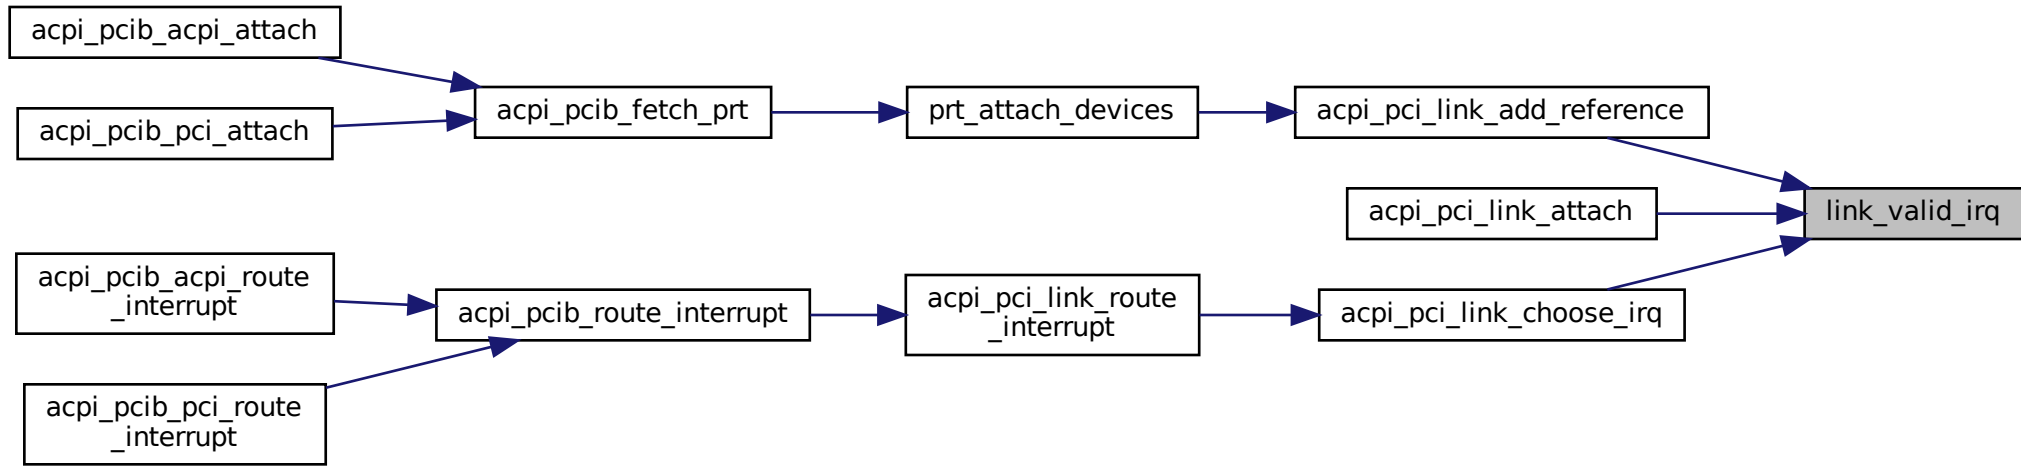 acpi_pcib_acpi_attach
acpi_pcib_pci_attach
acpi_pcib_fetch_prt
prt_attach_devices
acpi_pci_link_add_reference
acpi_pci_link_attach
link_valid_irq
acpi_pcib_acpi_route
_interrupt
acpi_pcib_pci_route
_interrupt
acpi_pcib_route_interrupt
acpi_pci_link_route
_interrupt
acpi_pci_link_choose_irq